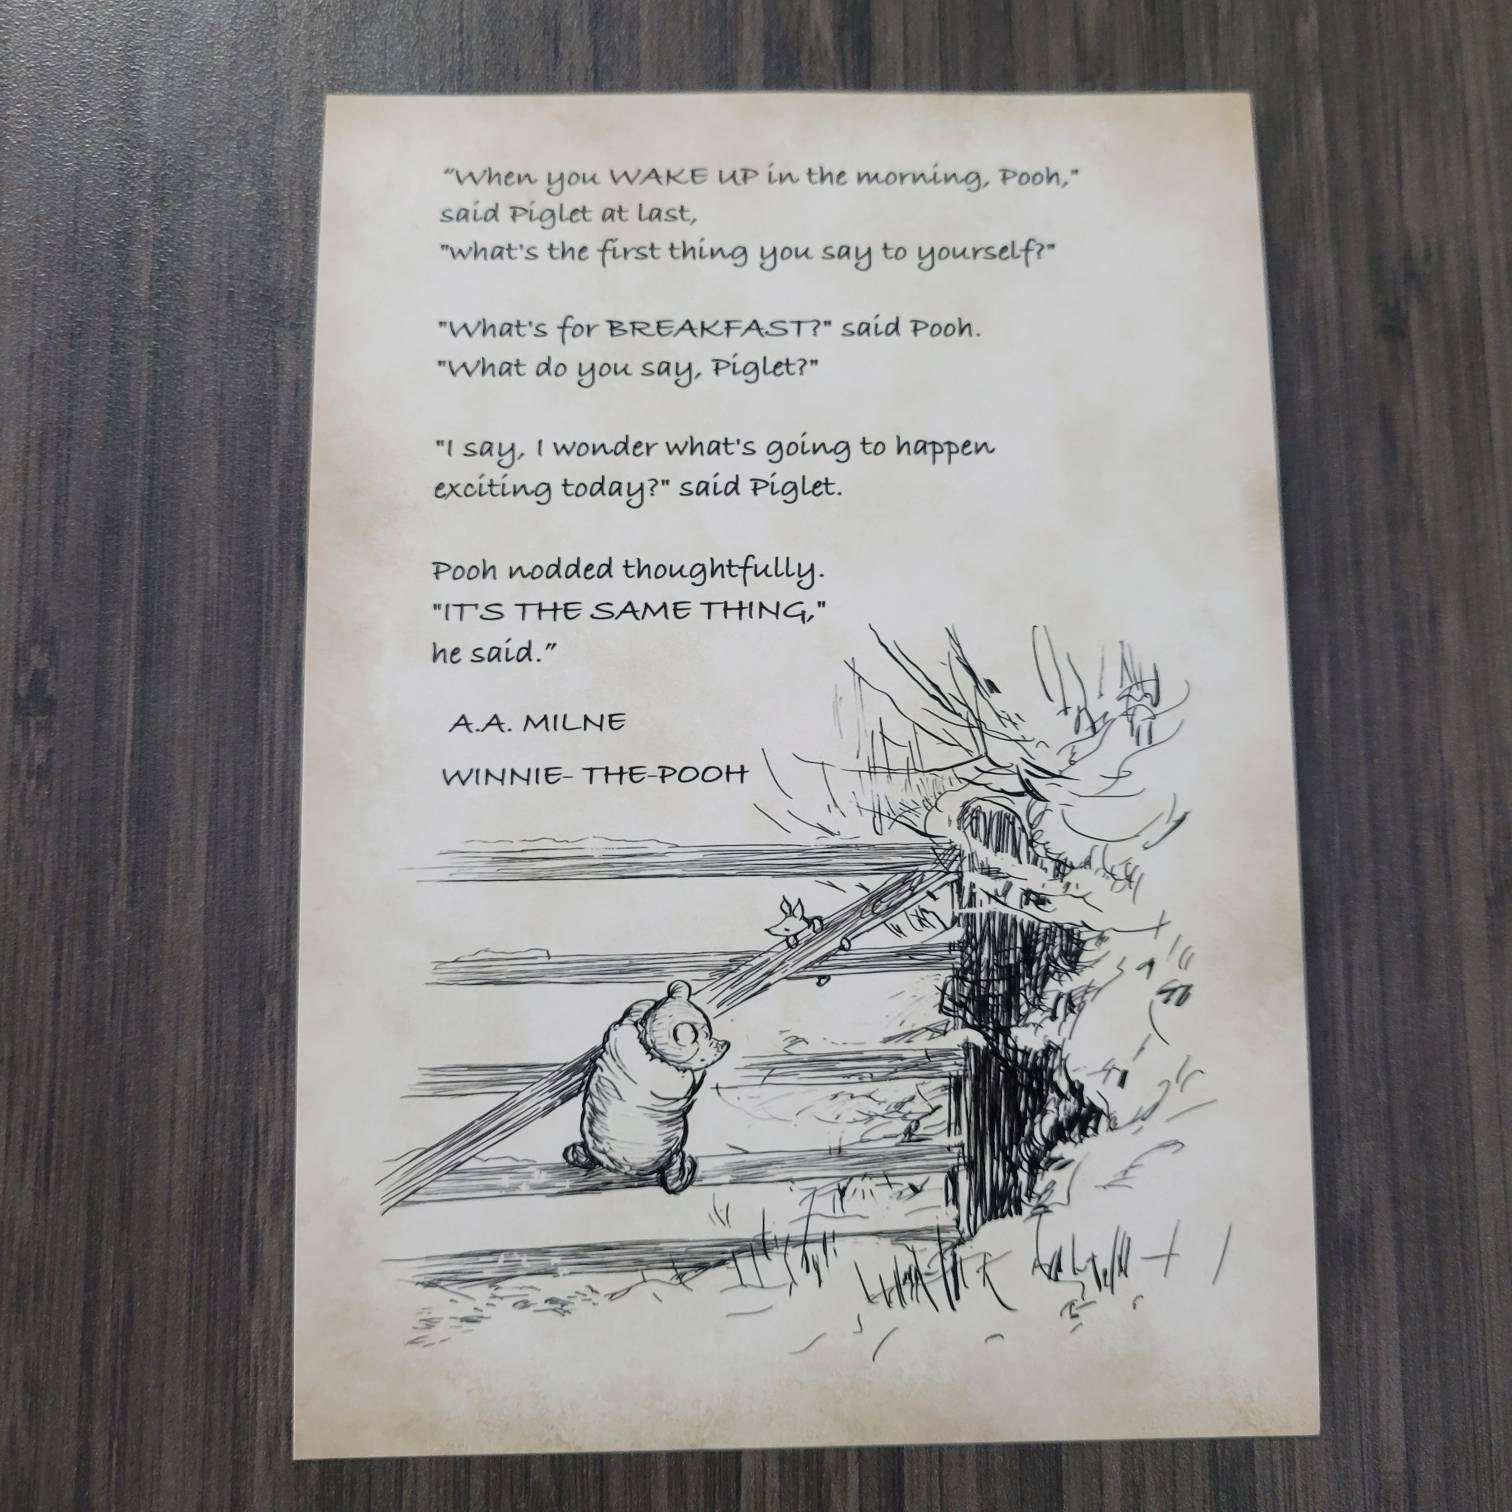 “When you WAKE UP in the morning, Pooh,"
said Piglet at last,
"what's the first thing you say to yourself?"
"What's for BREAKFAST?" said Pooh.
"What do you say, Piglet?"
"I say, I wonder what's going to happen
exciting today?" said Piglet.
Pooh nodded thoughtfully.
"IT'S THE SAME THING,"
he said.”
A.A. MILNE
WINNIE- THE-POOH